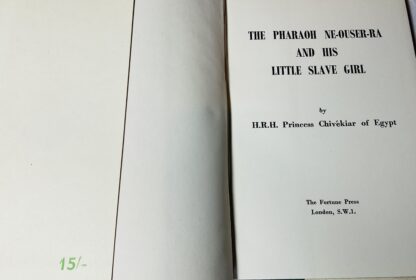 15/-
THE PHARAOH NE-OUSER-RA
AND HIS
LITTLE SLAVE GIRL
by
H.R.H. Princess Chivékiar of Egypt
The Fortune Press
London, S.W.1.